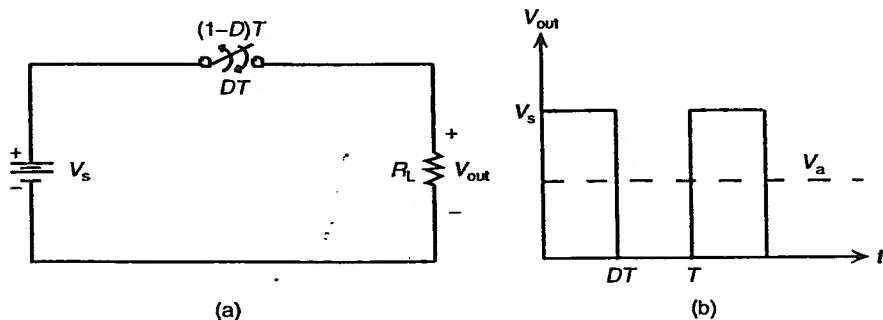 (1–D)T
DT
+
–
V_s
R_L
+
V_out
–
(a)
V_out
V_s
V_a
DT
T
t
(b)